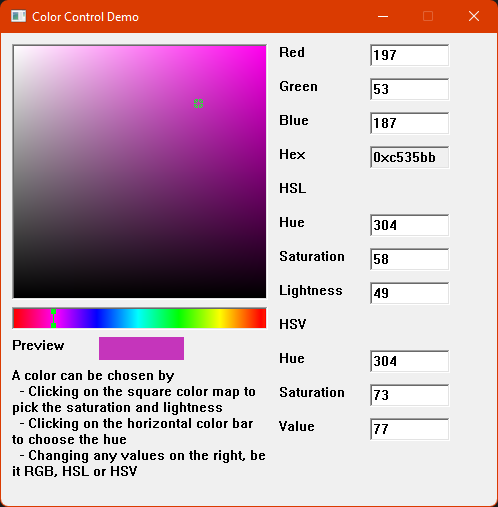 Color Control Demo
Red 197
Green 53
Blue 187
Hex 0xc535bb
HSL
Hue 304
Saturation 58
Lightness 49
HSV
Hue 304
Saturation 73
Value 77
Preview
A color can be chosen by
- Clicking on the square color map to
pick the saturation and lightness
- Clicking on the horizontal color bar
to choose the hue
- Changing any values on the right, be
it RGB, HSL or HSV